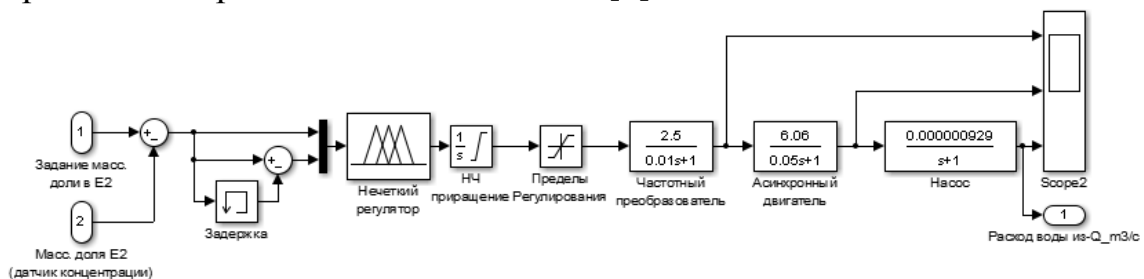 1
Задание масс.
доли в E2
2
Масс. доля E2
(датчик концентрации)
+
−
+
−
Задержка
Нечеткий
регулятор
1
s
НЧ
приращение
Пределы
Регулирования
2.5
0.01s+1
Частотный
преобразователь
6.06
0.05s+1
Асинхронный
двигатель
0.000000929
s+1
Насос
Scope2
1
Расход воды из-Q_m3/c